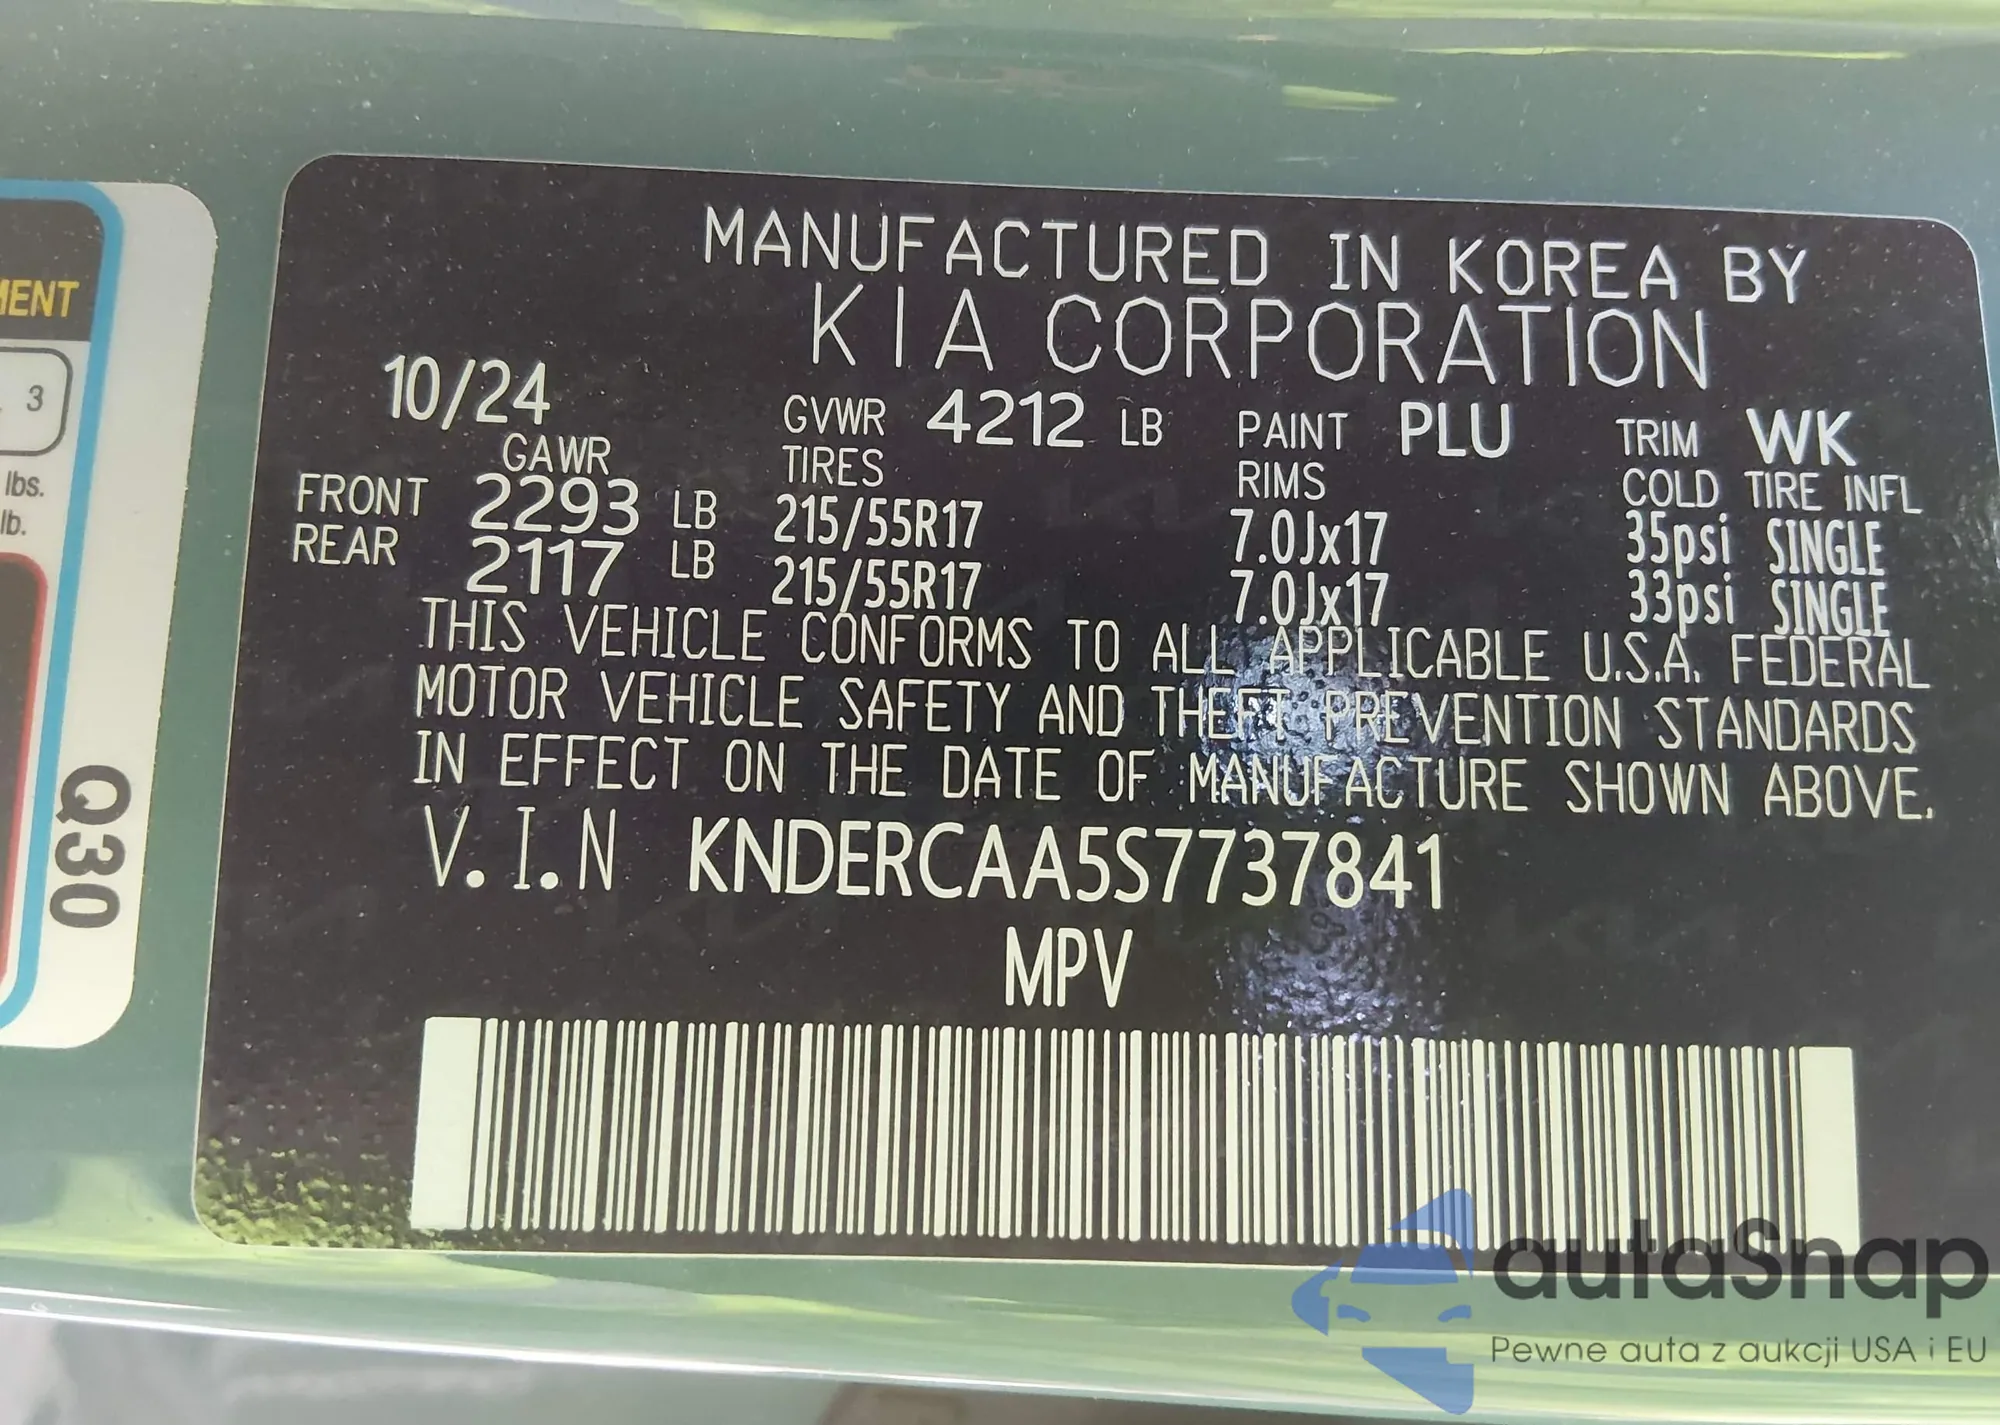 MENT
3
lbs.
lb.
Q30
MANUFACTURED IN KOREA BY
KIA CORPORATION
10/24 GVWR 4212 LB PAINT PLU TRIM WK
GAWR TIRES RIMS COLD TIRE INFL
FRONT 2293 LB 215/55R17 7.0Jx17 35psi SINGLE
REAR 2117 LB 215/55R17 7.0Jx17 33psi SINGLE
THIS VEHICLE CONFORMS TO ALL APPLICABLE U.S.A. FEDERAL
MOTOR VEHICLE SAFETY AND THEFT PREVENTION STANDARDS
IN EFFECT ON THE DATE OF MANUFACTURE SHOWN ABOVE.
V.I.N KNDERCAA5S7737841
MPV
autaSnap
Pewne auta z aukcji USA i EU